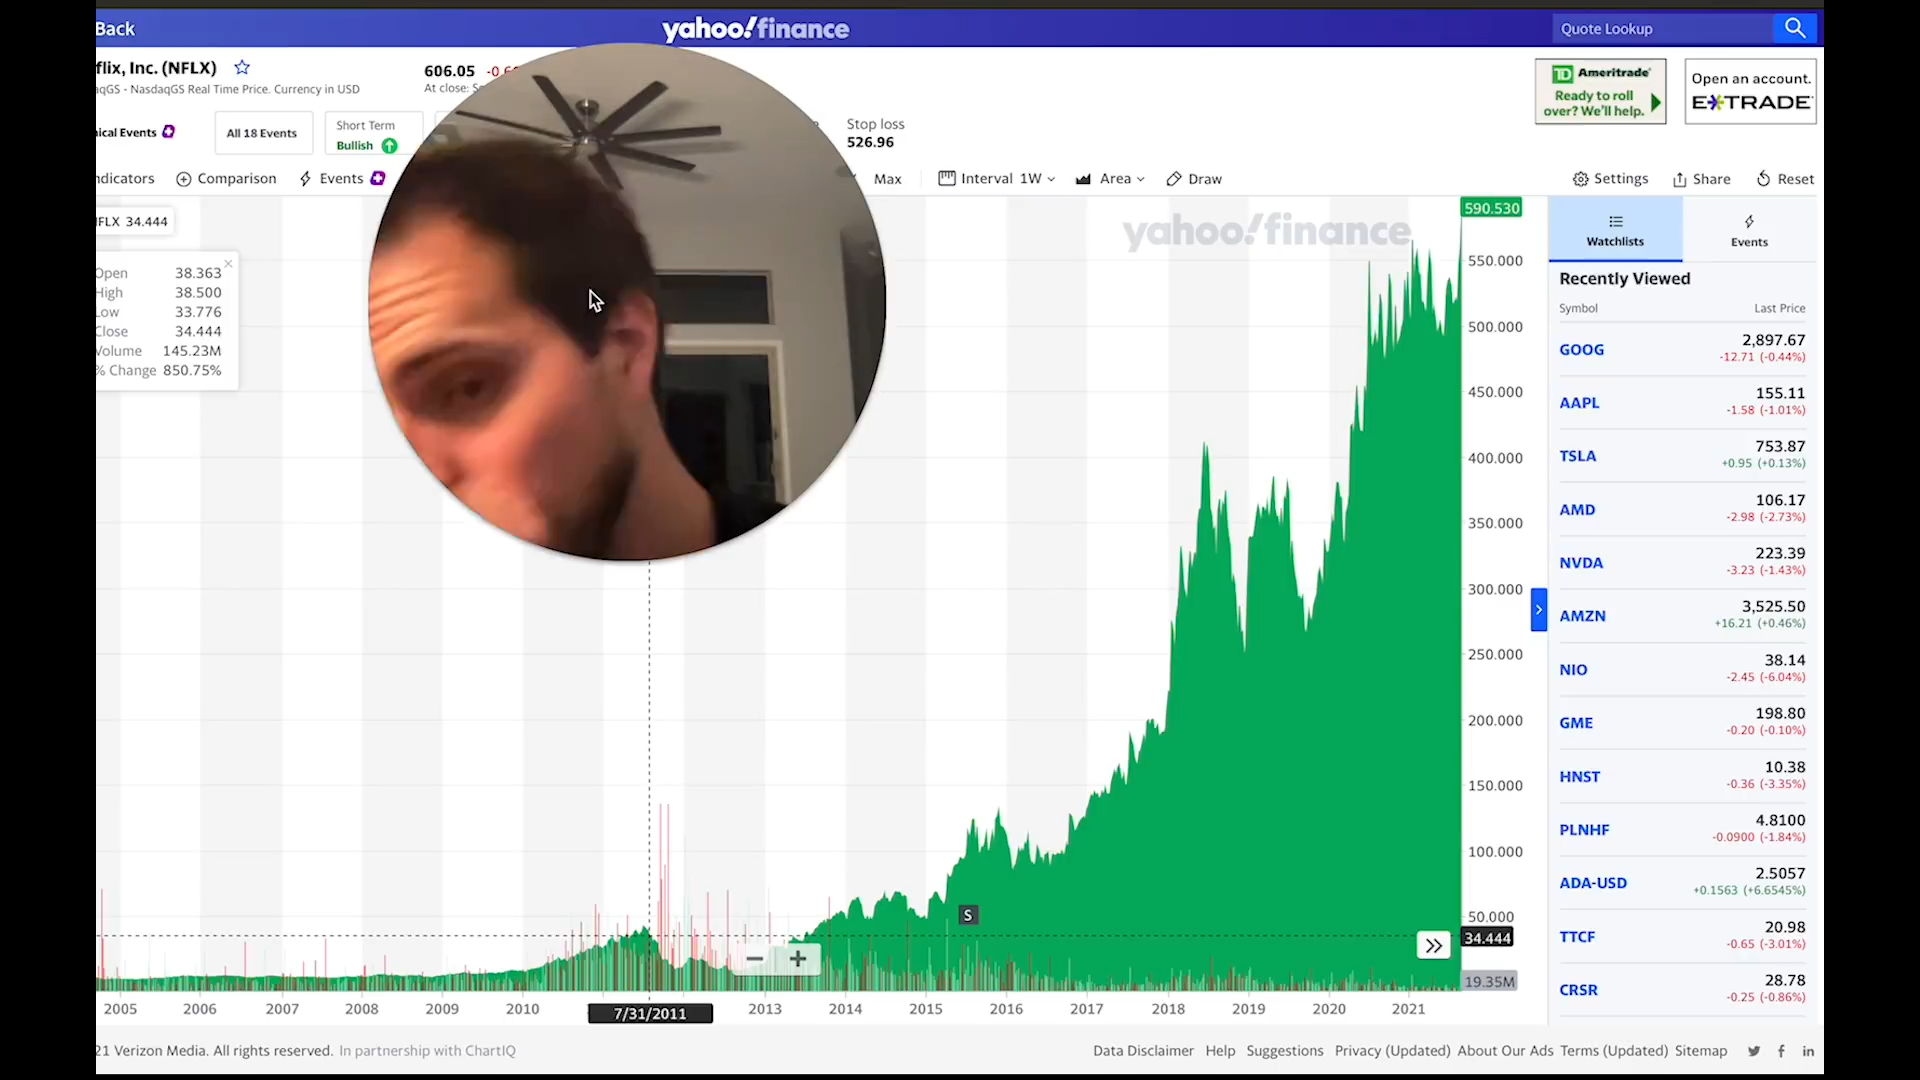 Back
yahoo!finance
Quote Lookup
flix, Inc. (NFLX)
606.05
aqGS - NasdaqGS Real Time Price. Currency in USD
At close:
Ameritrade
Ready to roll
over? We'll help.
Open an account.
E*TRADE
ical Events
All 18 Events
Short Term
Bullish
Stop loss
526.96
ndicators
Comparison
Events
Max
Interval 1W
Area
Draw
Settings
Share
Reset
FLX 34.444
Open 38.363
High 38.500
Low 33.776
Close 34.444
Volume 145.23M
% Change 850.75%
yahoo!finance
590.530
550.000
500.000
450.000
400.000
350.000
300.000
250.000
200.000
150.000
100.000
50.000
34.444
19.35M
S
2005 2006 2007 2008 2009 2010 7/31/2011 2013 2014 2015 2016 2017 2018 2019 2020 2021
Watchlists
Events
Recently Viewed
Symbol Last Price
GOOG 2,897.67
-12.71 (-0.44%)
AAPL 155.11
-1.58 (-1.01%)
TSLA 753.87
+0.95 (+0.13%)
AMD 106.17
-2.98 (-2.73%)
NVDA 223.39
-3.23 (-1.43%)
AMZN 3,525.50
+16.21 (+0.46%)
NIO 38.14
-2.45 (-6.04%)
GME 198.80
-0.20 (-0.10%)
HNST 10.38
-0.36 (-3.35%)
PLNHF 4.8100
-0.0900 (-1.84%)
ADA-USD 2.5057
+0.1563 (+6.6545%)
TTCF 20.98
-0.65 (-3.01%)
CRSR 28.78
-0.25 (-0.86%)
21 Verizon Media. All rights reserved. In partnership with ChartIQ
Data Disclaimer Help Suggestions Privacy (Updated) About Our Ads Terms (Updated) Sitemap